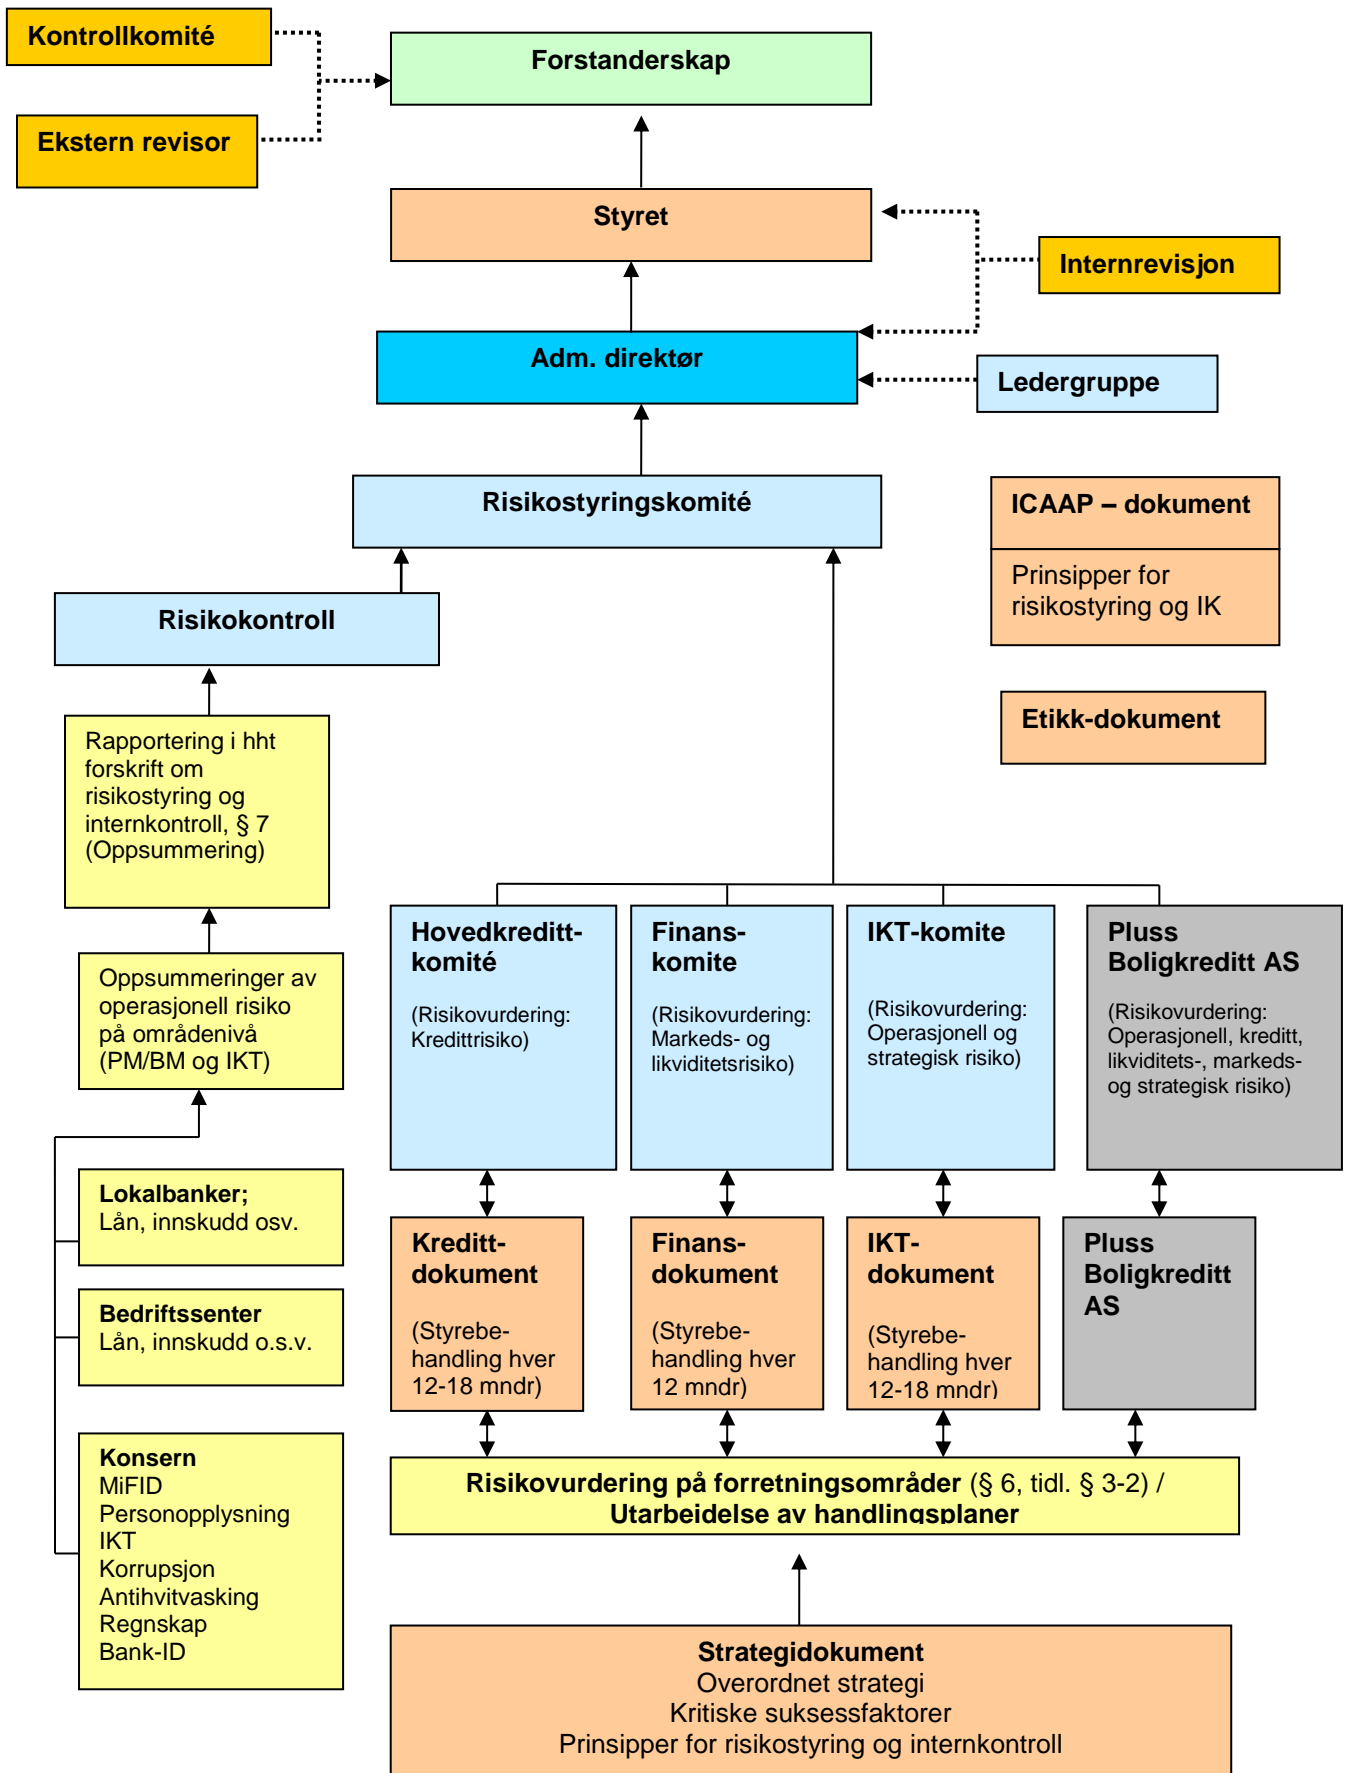 Kontrollkomité
Forstanderskap
Ekstern revisor
Styret
Internrevisjon
Adm. direktør
Ledergruppe
Risikostyringskomité
ICAAP – dokument
Prinsipper for
risikostyring og IK
Risikokontroll
Etikk-dokument
Rapportering i hht
forskrift om
risikostyring og
internkontroll, § 7
(Oppsummering)
Oppsummeringer av
operasjonell risiko
på områdenivå
(PM/BM og IKT)
Lokalbanker;
Lån, innskudd osv.
Bedriftssenter
Lån, innskudd o.s.v.
Konsern
MiFID
Personopplysning
IKT
Korrupsjon
Antihvitvasking
Regnskap
Bank-ID
Hovedkreditt-
komité
(Risikovurdering:
Kredittrisiko)
Finans-
komite
(Risikovurdering:
Markeds- og
likviditetsrisiko)
IKT-komite
(Risikovurdering:
Operasjonell og
strategisk risiko)
Pluss
Boligkreditt AS
(Risikovurdering:
Operasjonell, kreditt,
likviditets-, markeds-
og strategisk risiko)
Kreditt-
dokument
(Styrebe-
handling hver
12-18 mndr)
Finans-
dokument
(Styrebe-
handling hver
12 mndr)
IKT-
dokument
(Styrebe-
handling hver
12-18 mndr)
Pluss
Boligkreditt
AS
Risikovurdering på forretningsområder (§ 6, tidl. § 3-2) /
Utarbeidelse av handlingsplaner
Strategidokument
Overordnet strategi
Kritiske suksessfaktorer
Prinsipper for risikostyring og internkontroll